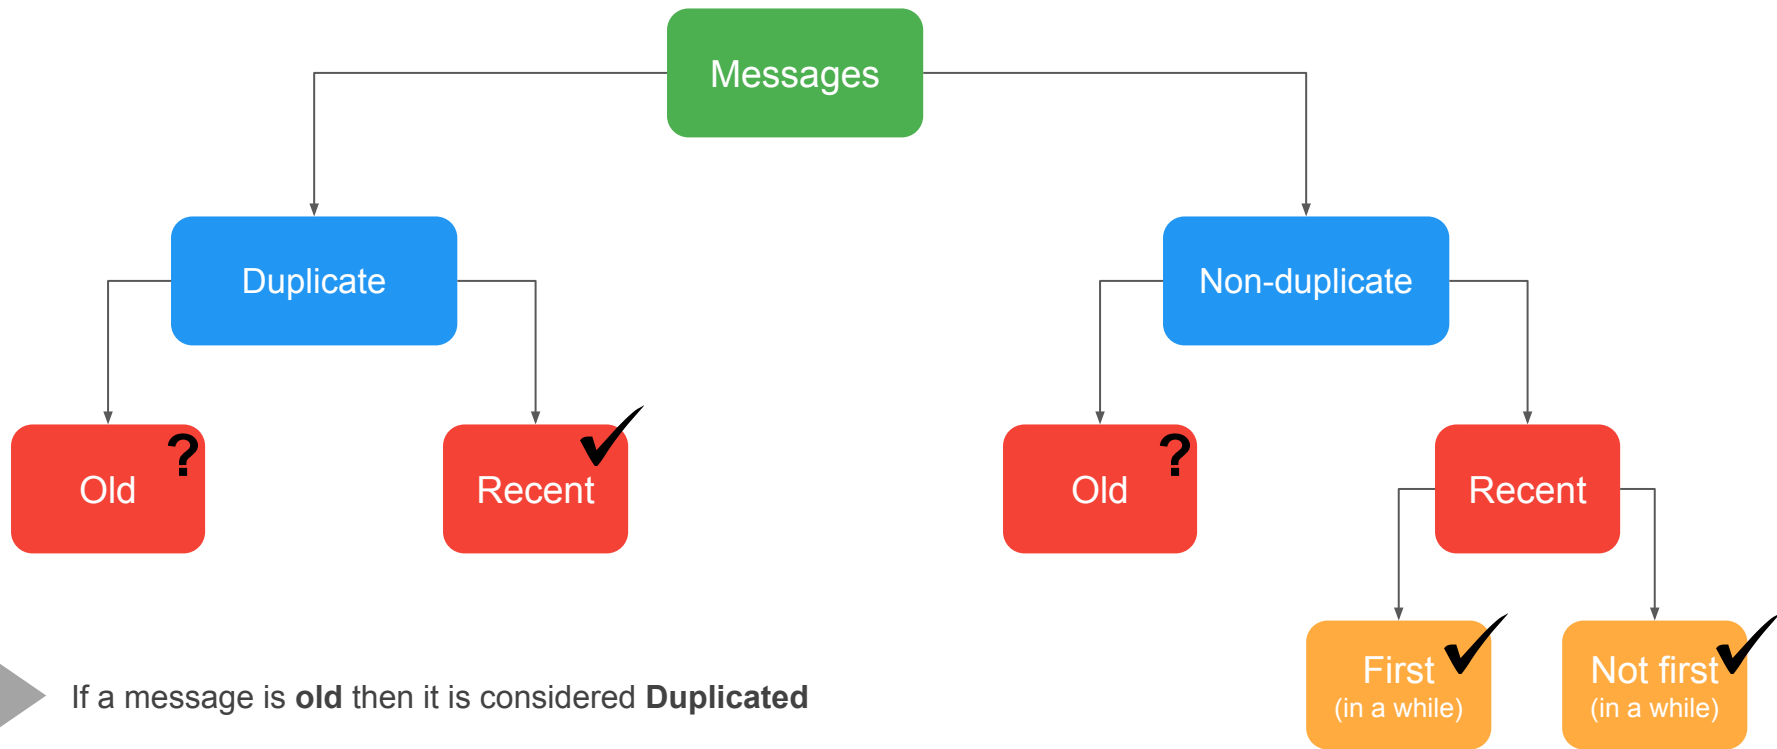 Messages
Duplicate
Non-duplicate
Old ?
Recent
Old ?
Recent
First
(in a while)
Not first
(in a while)
If a message is old then it is considered Duplicated